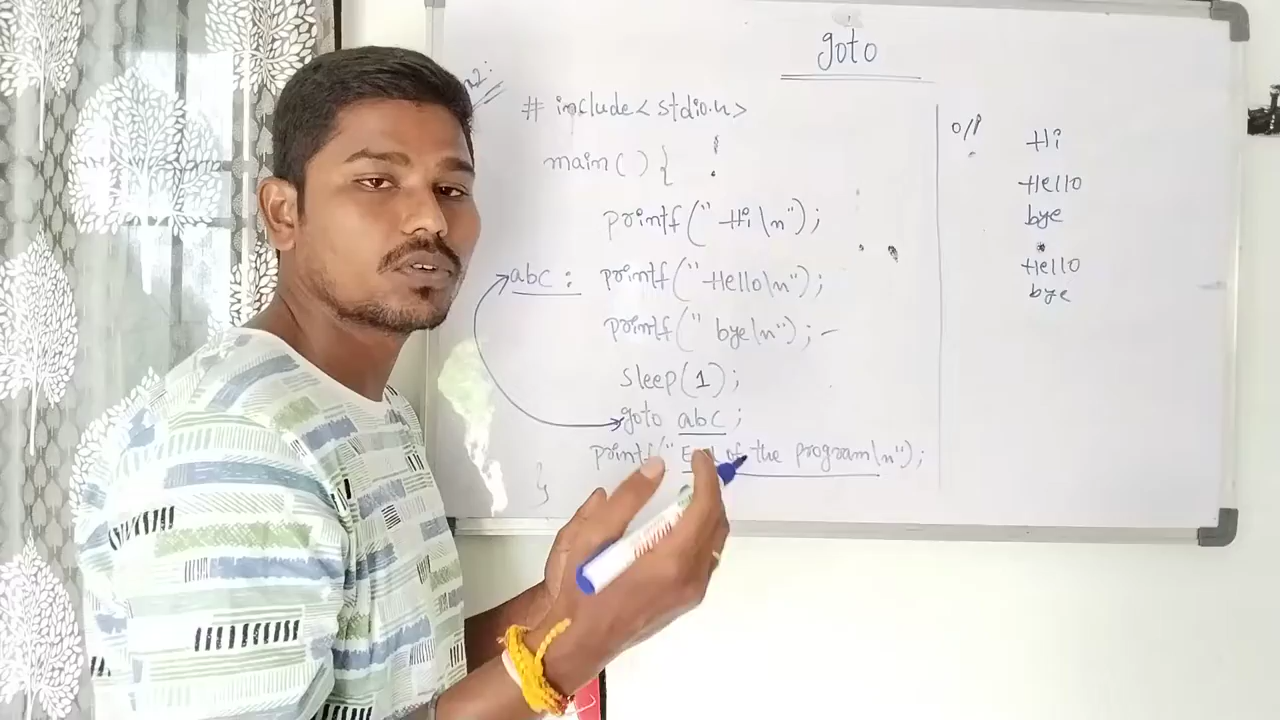 goto
# include< stdio.h>
main( ) {
printf(" Hi\n");
abc : printf("Hello\n");
printf(" bye\n");
sleep(1);
goto abc ;
printf(" End of the program\n");
}
o/p
Hi
Hello
bye
Hello
bye